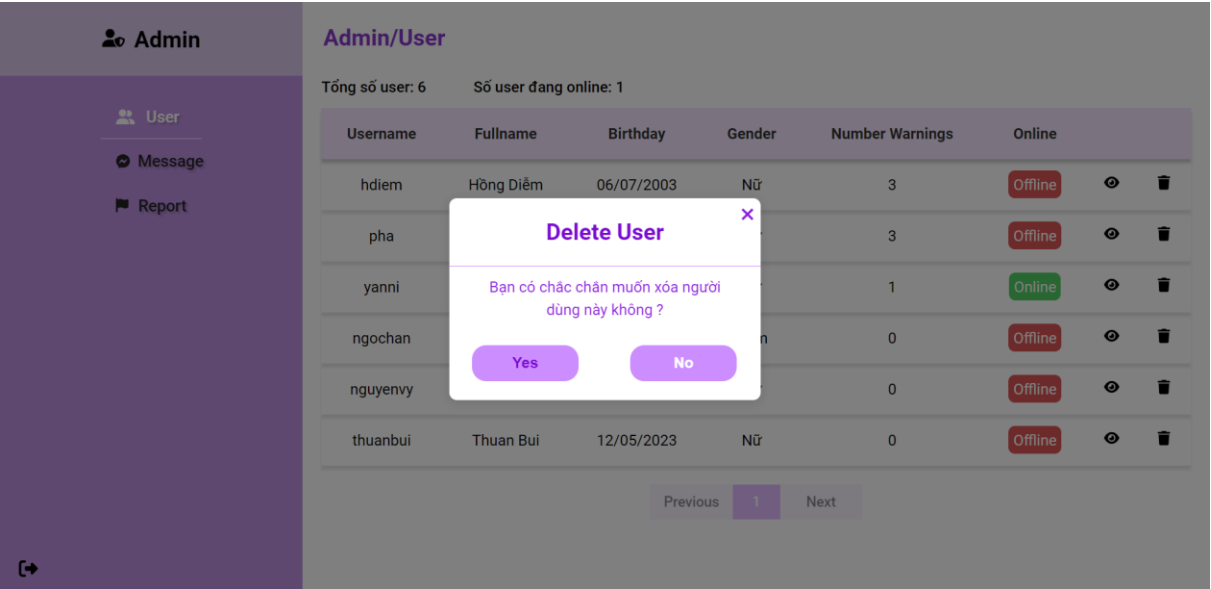 Admin
User
Message
Report
Admin/User
Tổng số user: 6 Số user đang online: 1
Username Fullname Birthday Gender Number Warnings Online
hdiem Hồng Diễm 06/07/2003 Nữ 3 Offline
pha 3 Offline
yanni 1 Online
ngochan 0 Offline
nguyenvy 0 Offline
thuanbui Thuan Bui 12/05/2023 Nữ 0 Offline
Previous 1 Next
Delete User
Bạn có chắc chắn muốn xóa người
dùng này không ?
Yes No